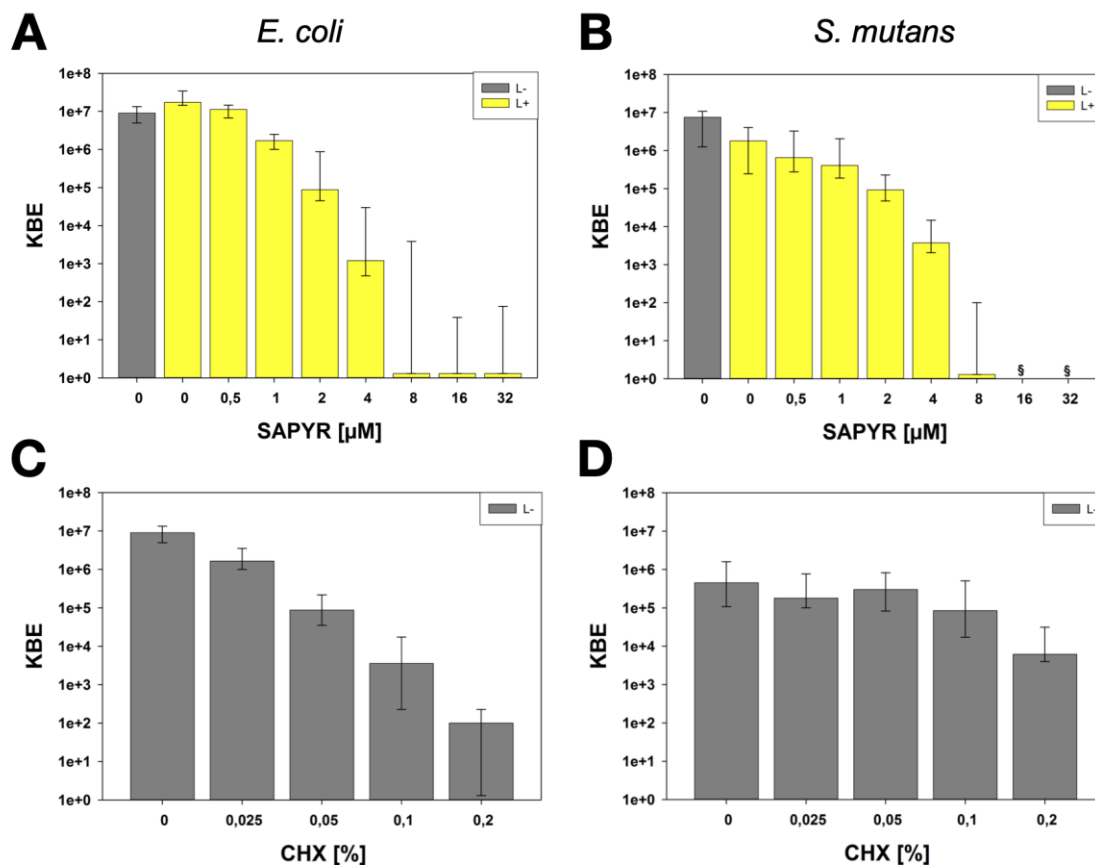 A
E. coli
1e+8
1e+7
1e+6
1e+5
1e+4
1e+3
1e+2
1e+1
1e+0
KBE
L-
L+
0 0 0,5 1 2 4 8 16 32
SAPYR [µM]
B
S. mutans
1e+8
1e+7
1e+6
1e+5
1e+4
1e+3
1e+2
1e+1
1e+0
KBE
L-
L+
§ §
0 0 0,5 1 2 4 8 16 32
SAPYR [µM]
C
1e+8
1e+7
1e+6
1e+5
1e+4
1e+3
1e+2
1e+1
1e+0
KBE
L-
0 0,025 0,05 0,1 0,2
CHX [%]
D
1e+8
1e+7
1e+6
1e+5
1e+4
1e+3
1e+2
1e+1
1e+0
KBE
L-
0 0,025 0,05 0,1 0,2
CHX [%]